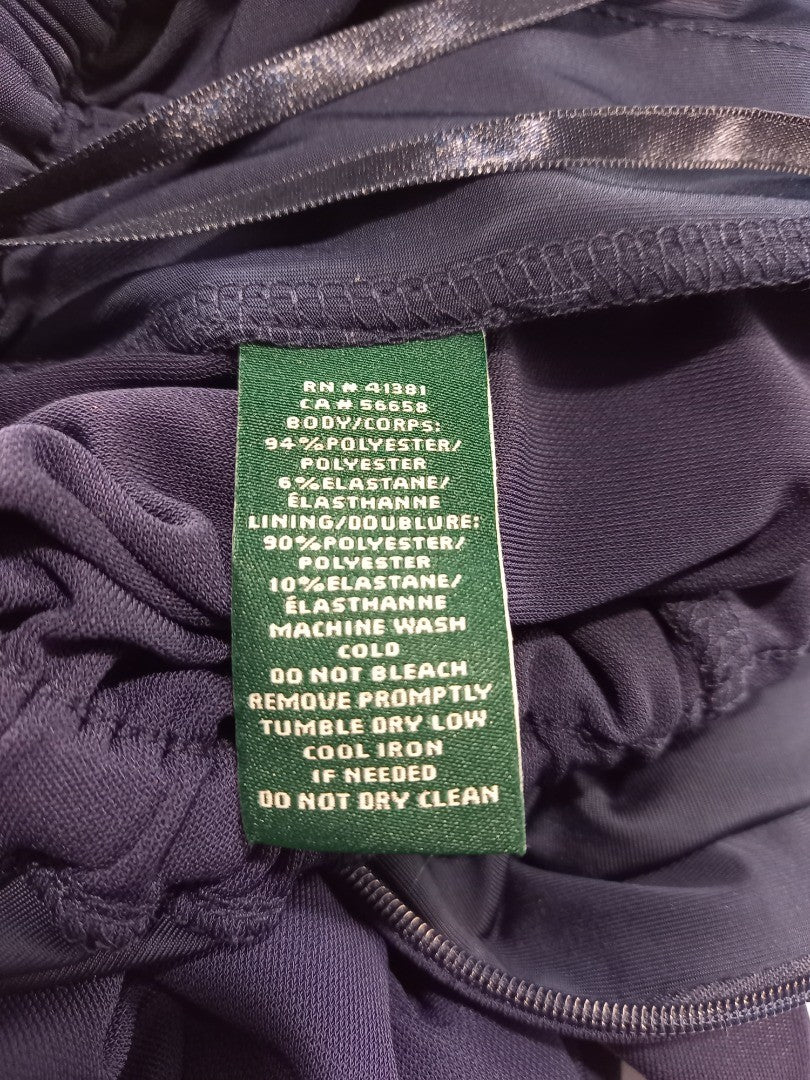 RN # 41381
CA # 56658
BODY/CORPS:
94%POLYESTER/
POLYESTER
6%ELASTANE/
ÉLASTHANNE
LINING/DOUBLURE:
90%POLYESTER/
POLYESTER
10%ELASTANE/
ÉLASTHANNE
MACHINE WASH
COLD
DO NOT BLEACH
REMOVE PROMPTLY
TUMBLE DRY LOW
COOL IRON
IF NEEDED
DO NOT DRY CLEAN